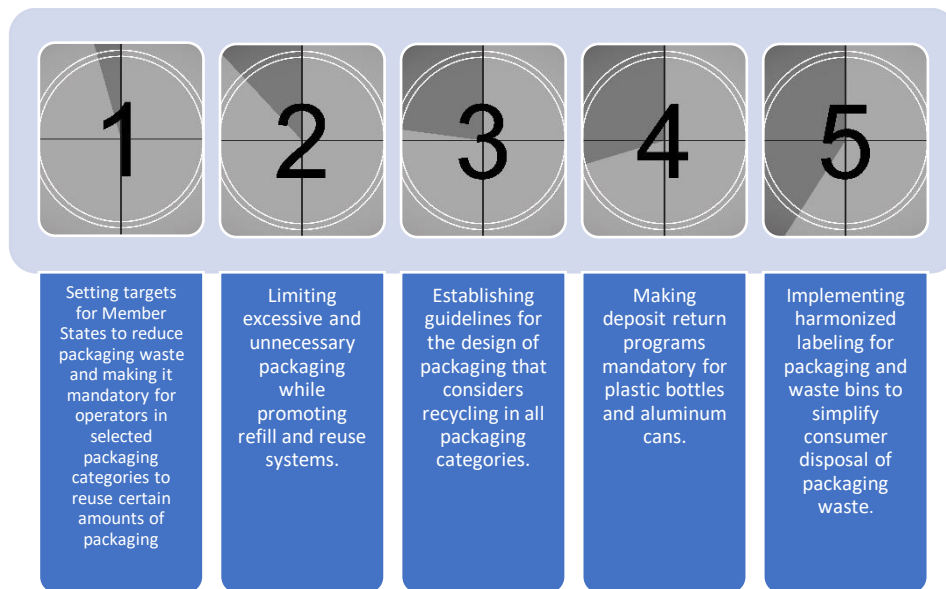 1
2
3
4
5
Setting targets
for Member
States to reduce
packaging waste
and making it
mandatory for
operators in
selected
packaging
categories to
reuse certain
amounts of
packaging
Limiting
excessive and
unnecessary
packaging
while
promoting
refill and reuse
systems.
Establishing
guidelines for
the design of
packaging that
considers
recycling in all
packaging
categories.
Making
deposit return
programs
mandatory for
plastic bottles
and aluminum
cans.
Implementing
harmonized
labeling for
packaging and
waste bins to
simplify
consumer
disposal of
packaging
waste.